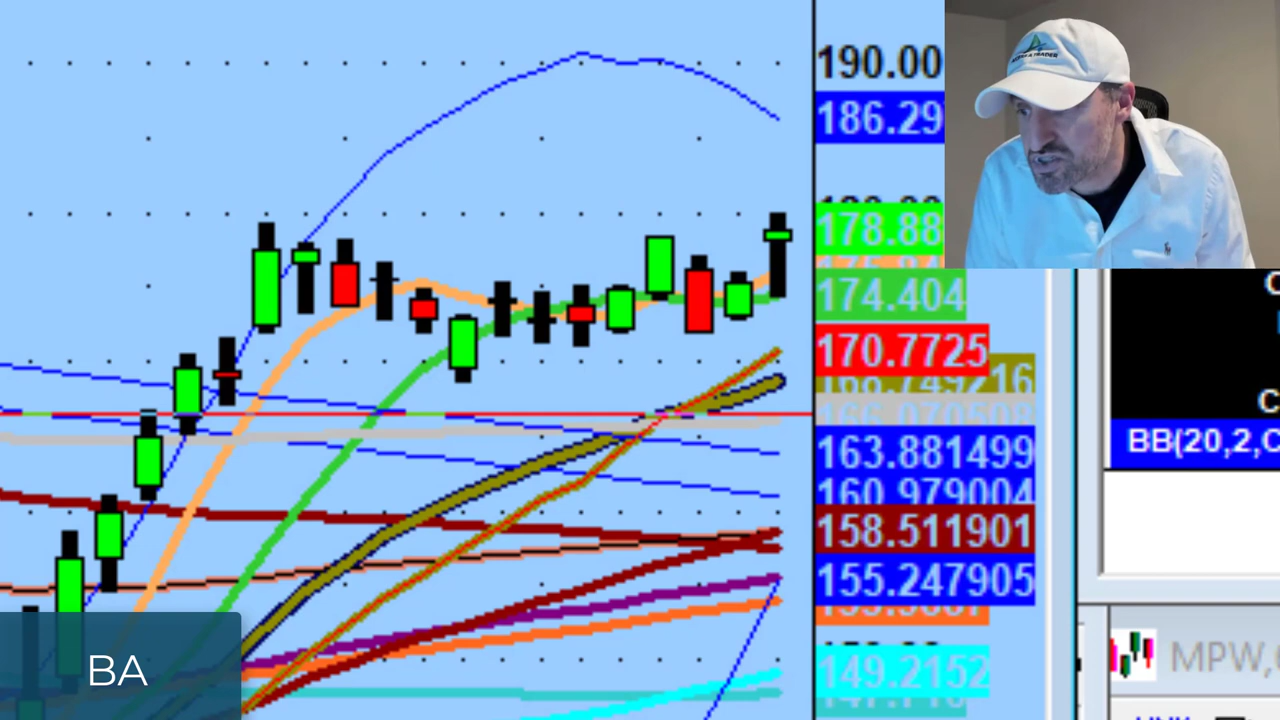 190.00
186.29
178.88
174.404
170.7725
163.881499
160.979004
158.511901
155.247905
149.2152
C
C
BB(20,2,C
MPW,
BA